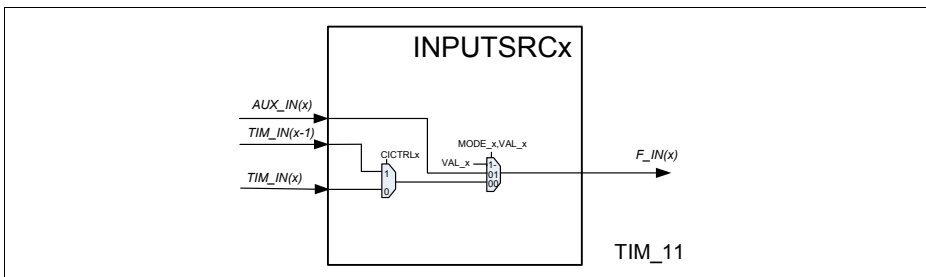 INPUTSRCx
AUX_IN(x)
TIM_IN(x-1)
CICTRLx
MODE_x,VAL_x
F_IN(x)
VAL_x
1-
1
01
TIM_IN(x)
0
00
TIM_11